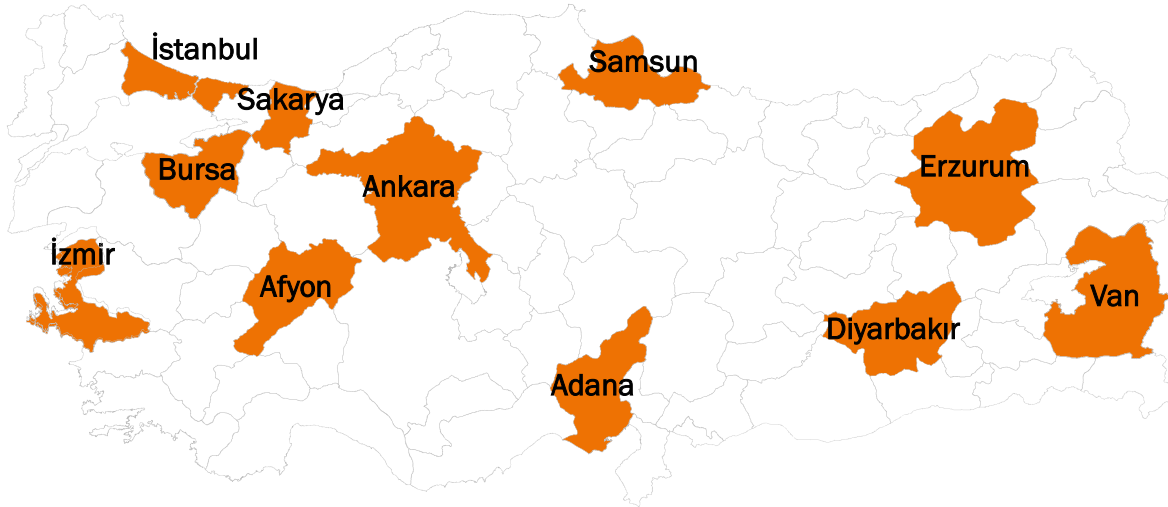 İstanbul
Samsun
Sakarya
Bursa
Ankara
Erzurum
İzmir
Afyon
Van
Diyarbakır
Adana